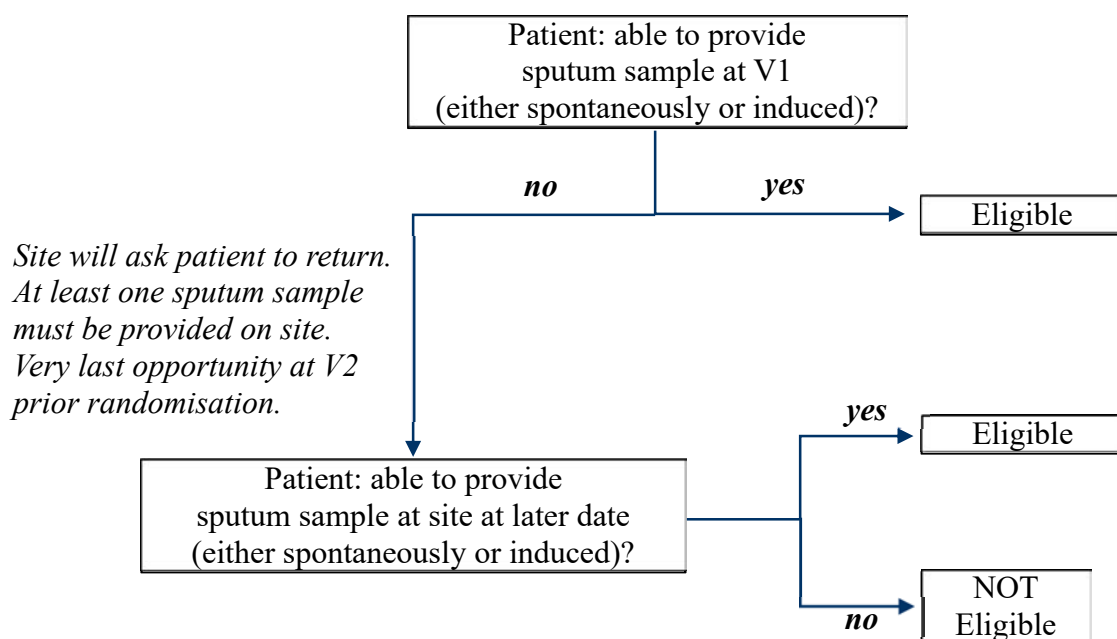 Patient: able to provide
sputum sample at V1
(either spontaneously or induced)?
no
yes
Eligible
Site will ask patient to return.
At least one sputum sample
must be provided on site.
Very last opportunity at V2
prior randomisation.
yes
Eligible
Patient: able to provide
sputum sample at site at later date
(either spontaneously or induced)?
no
NOT
Eligible